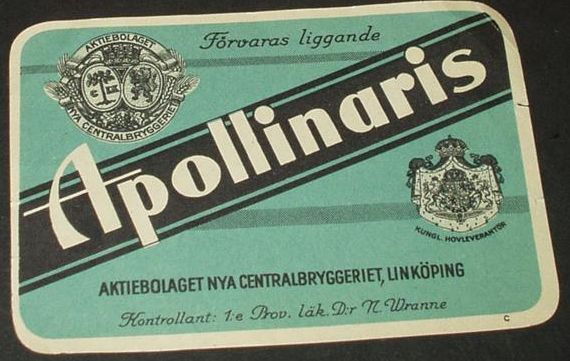 Förvaras liggande
AKTIEBOLAGET
NYA CENTRALBRYGGERIET
Apollinaris
KUNGL. HOVLEVERANTÖR
AKTIEBOLAGET NYA CENTRALBRYGGERIET, LINKÖPING
Kontrollant: 1:e Prov. läk. D:r N. Wranne
C